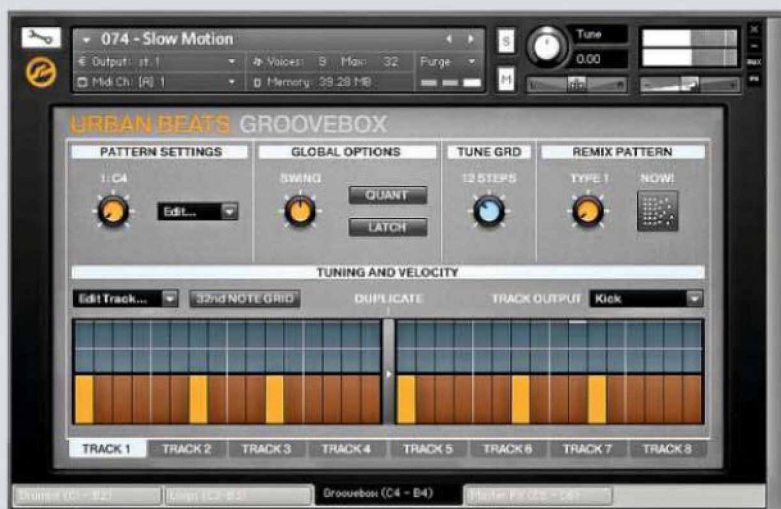 074 - Slow Motion
Output: st. 1
Voices: 9 Max: 32
Purge
Midi Ch: [A] 1
Memory: 39.28 MB
S
M
Tune
0.00
URBAN BEATS GROOVEBOX
PATTERN SETTINGS
GLOBAL OPTIONS
TUNE GRD
REMIX PATTERN
1: C4
Edit...
SWING
QUANT
LATCH
12 STEPS
TYPE 1
NOW!
TUNING AND VELOCITY
Edit Track...
32nd NOTE GRID
DUPLICATE
TRACK OUTPUT
Kick
TRACK 1
TRACK 2
TRACK 3
TRACK 4
TRACK 5
TRACK 6
TRACK 7
TRACK 8
Groovebox (C4 - B4)